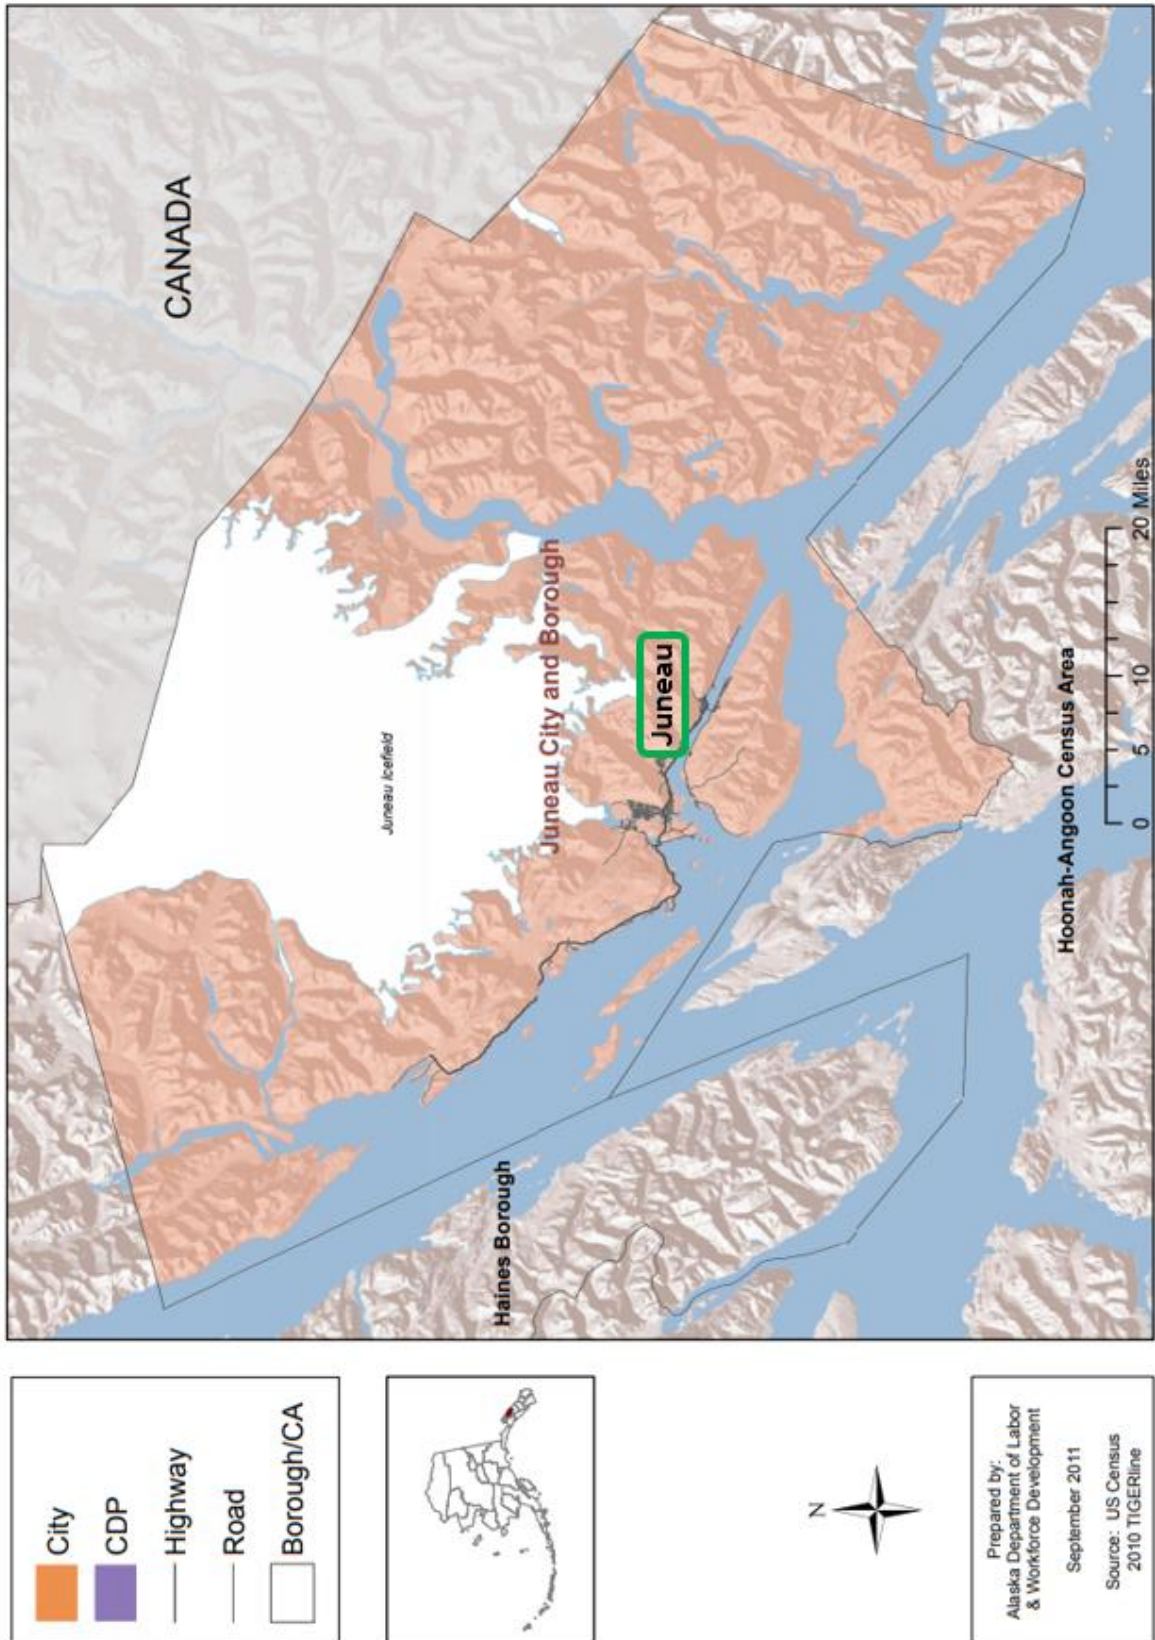 CANADA
Juneau Icefield
Juneau City and Borough
Juneau
Haines Borough
Hoonah-Angoon Census Area
0 5 10 20 Miles
City
CDP
Highway
Road
Borough/CA
N
Prepared by:
Alaska Department of Labor
& Workforce Development
September 2011
Source: US Census
2010 TIGERline